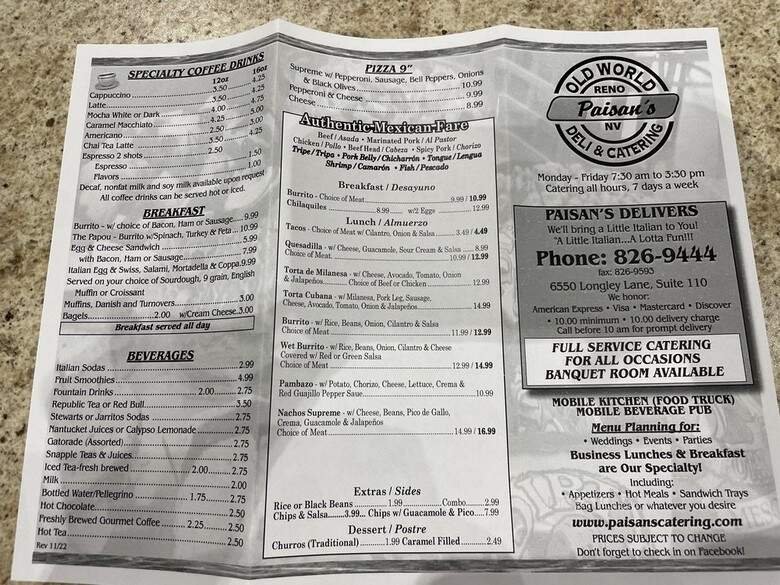 SPECIALTY COFFEE DRINKS
12oz 16oz
Cappuccino 3.50 4.25
Latte 3.50 4.25
Mocha White or Dark 4.00 4.75
Caramel Macchiato 4.25 5.00
Americano 2.50 3.00
Chai Tea Latte 3.50 4.25
Espresso 2 shots 2.50
Espresso 1.50
Flavors 1.00
Decaf, nonfat milk and soy milk available upon request
All coffee drinks can be served hot or iced.
BREAKFAST
Burrito - w/ choice of Bacon, Ham or Sausage 9.99
The Papou - Burrito w/Spinach, Turkey & Feta 10.99
Egg & Cheese Sandwich 5.99
with Bacon, Ham or Sausage 7.99
Italian Egg & Swiss, Salami, Mortadella & Coppa 9.99
Served on your choice of Sourdough, 9 grain, English
Muffin or Croissant
Muffins, Danish and Turnovers 3.00
Bagels 2.00 w/Cream Cheese 3.00
Breakfast served all day
BEVERAGES
Italian Sodas 2.99
Fruit Smoothies 4.99
Fountain Drinks 2.00 2.75
Republic Tea or Red Bull 3.50
Stewarts or Jarritos Sodas 2.75
Nantucket Juices or Calypso Lemonade 2.75
Gatorade (Assorted) 2.75
Snapple Teas & Juices 2.75
Iced Tea-fresh brewed 2.00 2.75
Milk 2.00
Bottled Water/Pellegrino 1.75 2.75
Hot Chocolate 2.50
Freshly Brewed Gourmet Coffee 2.25 2.50
Hot Tea 2.50
Rev 11/22
PIZZA 9"
Supreme w/ Pepperoni, Sausage, Bell Peppers, Onions
& Black Olives 10.99
Pepperoni & Cheese 9.99
Cheese 8.99
Authentic Mexican Fare
Beef / Asada • Marinated Pork / Al Pastor
Chicken / Pollo • Beef Head / Cabeza • Spicy Pork / Chorizo
Tripe / Tripa • Pork Belly / Chicharrón • Tongue / Lengua
Shrimp / Camarón • Fish / Pescado
Breakfast / Desayuno
Burrito - Choice of Meat 9.99 / 10.99
Chilaquiles 8.99 w/2 Eggs 12.99
Lunch / Almuerzo
Tacos - Choice of Meat w/ Cilantro, Onion & Salsa 3.49 / 4.49
Quesadilla - w/ Cheese, Guacamole, Sour Cream & Salsa 8.99
Choice of Meat 10.99 / 12.99
Torta de Milanesa - w/ Cheese, Avocado, Tomato, Onion
& Jalapeños Choice of Beef or Chicken 12.99
Torta Cubana - w/ Milanesa, Pork Leg, Sausage,
Cheese, Avocado, Tomato, Onion & Jalapeños 14.99
Burrito - w/ Rice, Beans, Onion, Cilantro & Salsa
Choice of Meat 11.99 / 12.99
Wet Burrito - w/ Rice, Beans, Onion, Cilantro & Cheese
Covered w/ Red or Green Salsa
Choice of Meat 12.99 / 14.99
Pambazo - w/ Potato, Chorizo, Cheese, Lettuce, Crema &
Red Guajillo Pepper Sauce 10.99
Nachos Supreme - w/ Cheese, Beans, Pico de Gallo,
Crema, Guacamole & Jalapeños
Choice of Meat 14.99 / 16.99
Extras / Sides
Rice or Black Beans 1.99 Combo 2.99
Chips & Salsa 3.99 Chips w/ Guacamole & Pico 7.99
Dessert / Postre
Churros (Traditional) 1.99 Caramel Filled 2.49
OLD WORLD
RENO
Paisan's
NV
DELI & CATERING
Monday - Friday 7:30 am to 3:30 pm
Catering all hours, 7 days a week
PAISAN'S DELIVERS
We'll bring a Little Italian to You!
"A Little Italian...A Lotta Fun!!!
Phone: 826-9444
fax: 826-9593
6550 Longley Lane, Suite 110
We honor:
American Express • Visa • Mastercard • Discover
• 10.00 minimum • 10.00 delivery charge
Call before 10 am for prompt delivery
FULL SERVICE CATERING
FOR ALL OCCASIONS
BANQUET ROOM AVAILABLE
MOBILE KITCHEN (FOOD TRUCK)
MOBILE BEVERAGE PUB
Menu Planning for:
• Weddings • Events • Parties
Business Lunches & Breakfast
are Our Specialty!
Including:
• Appetizers • Hot Meals • Sandwich Trays
Bag Lunches or whatever you desire
www.paisanscatering.com
PRICES SUBJECT TO CHANGE
Don't forget to check in on Facebook!